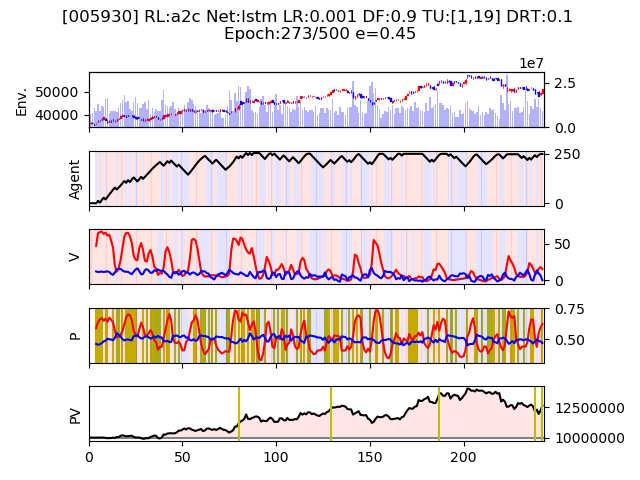 [005930] RL:a2c Net:lstm LR:0.001 DF:0.9 TU:[1,19] DRT:0.1
Epoch:273/500 e=0.45
1e7
Env.
50000
40000
2.5
0.0
Agent
250
0
V
50
0
P
0.75
0.50
PV
12500000
10000000
0
50
100
150
200